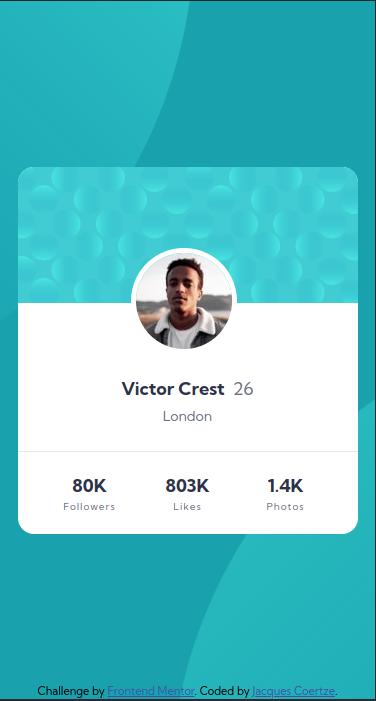 Victor Crest 26
London
80K 803K 1.4K
Followers Likes Photos
Challenge by Frontend Mentor. Coded by Jacques Coertze.